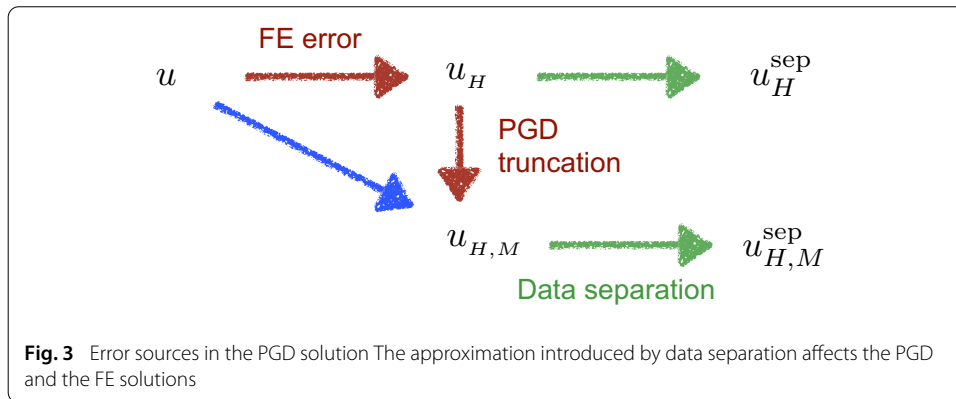 FE error
u u_H u_H^sep
PGD
truncation
u_{H,M} u_{H,M}^sep
Data separation
Fig. 3 Error sources in the PGD solution The approximation introduced by data separation affects the PGD
and the FE solutions